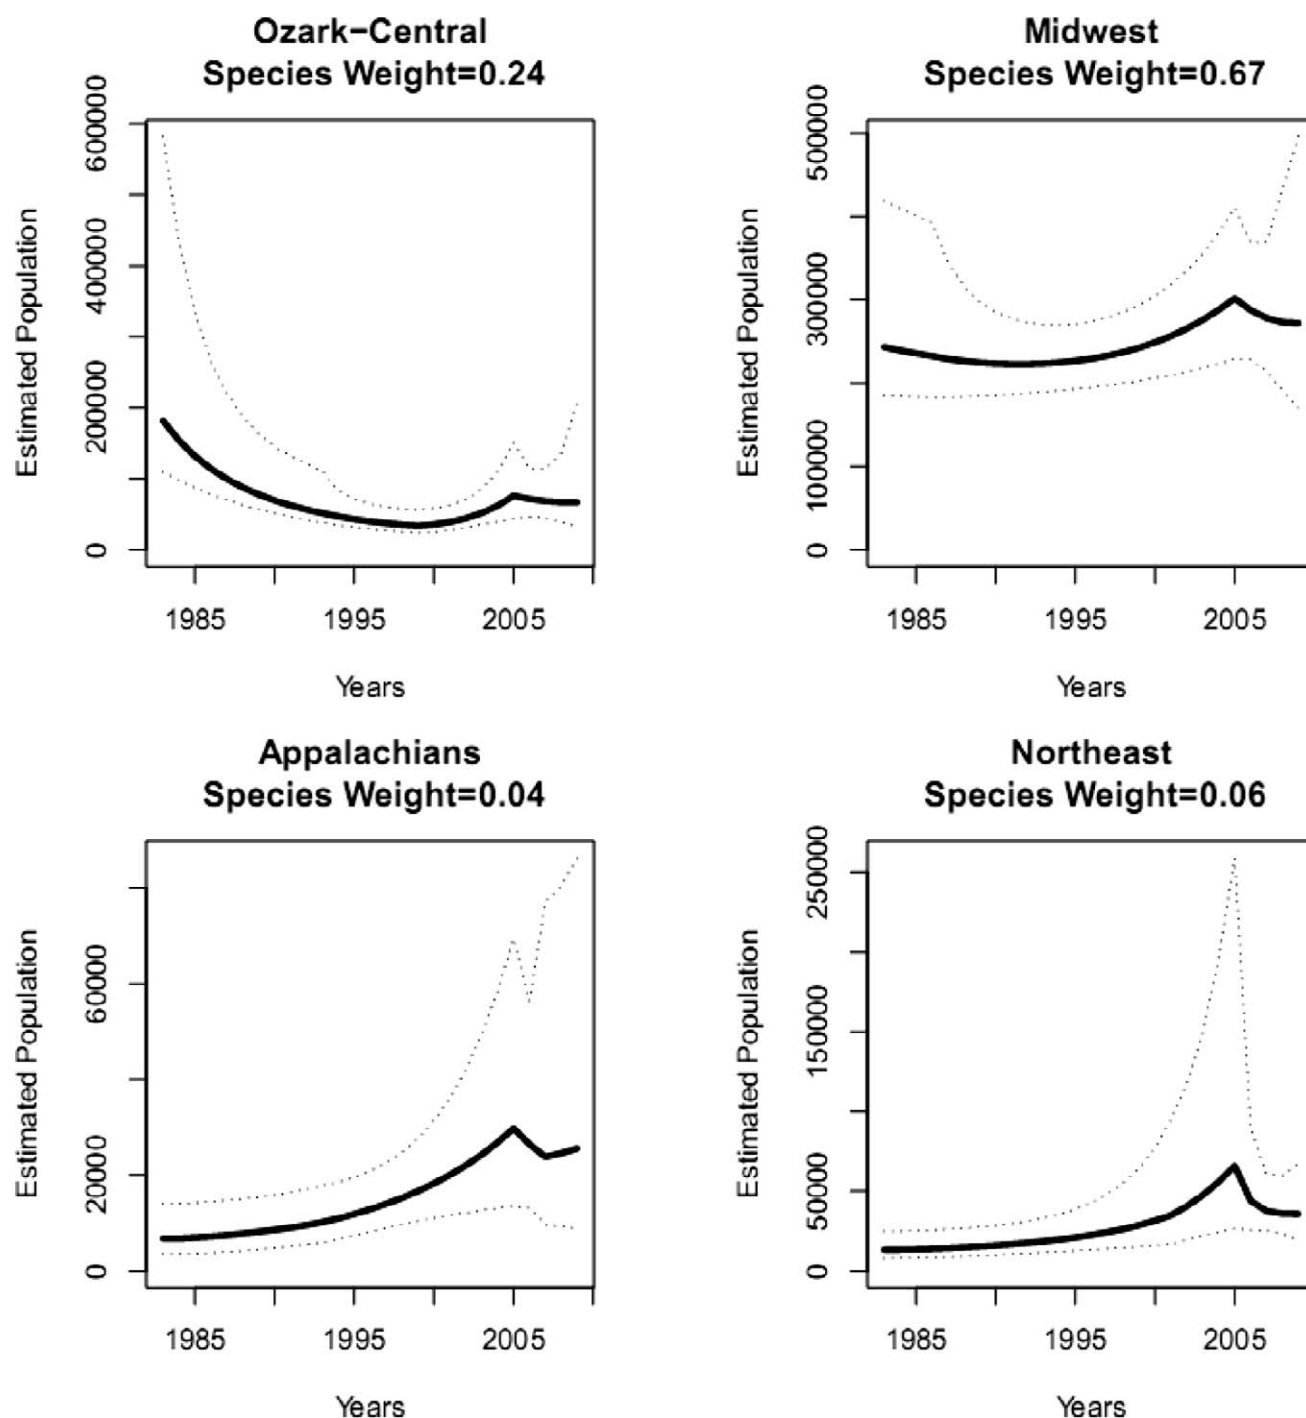 Ozark−Central
Species Weight=0.24
Estimated Population
0
200000
400000
600000
1985
1995
2005
Years
Midwest
Species Weight=0.67
Estimated Population
0
100000
300000
500000
1985
1995
2005
Years
Appalachians
Species Weight=0.04
Estimated Population
0
20000
60000
1985
1995
2005
Years
Northeast
Species Weight=0.06
Estimated Population
0
50000
150000
250000
1985
1995
2005
Years